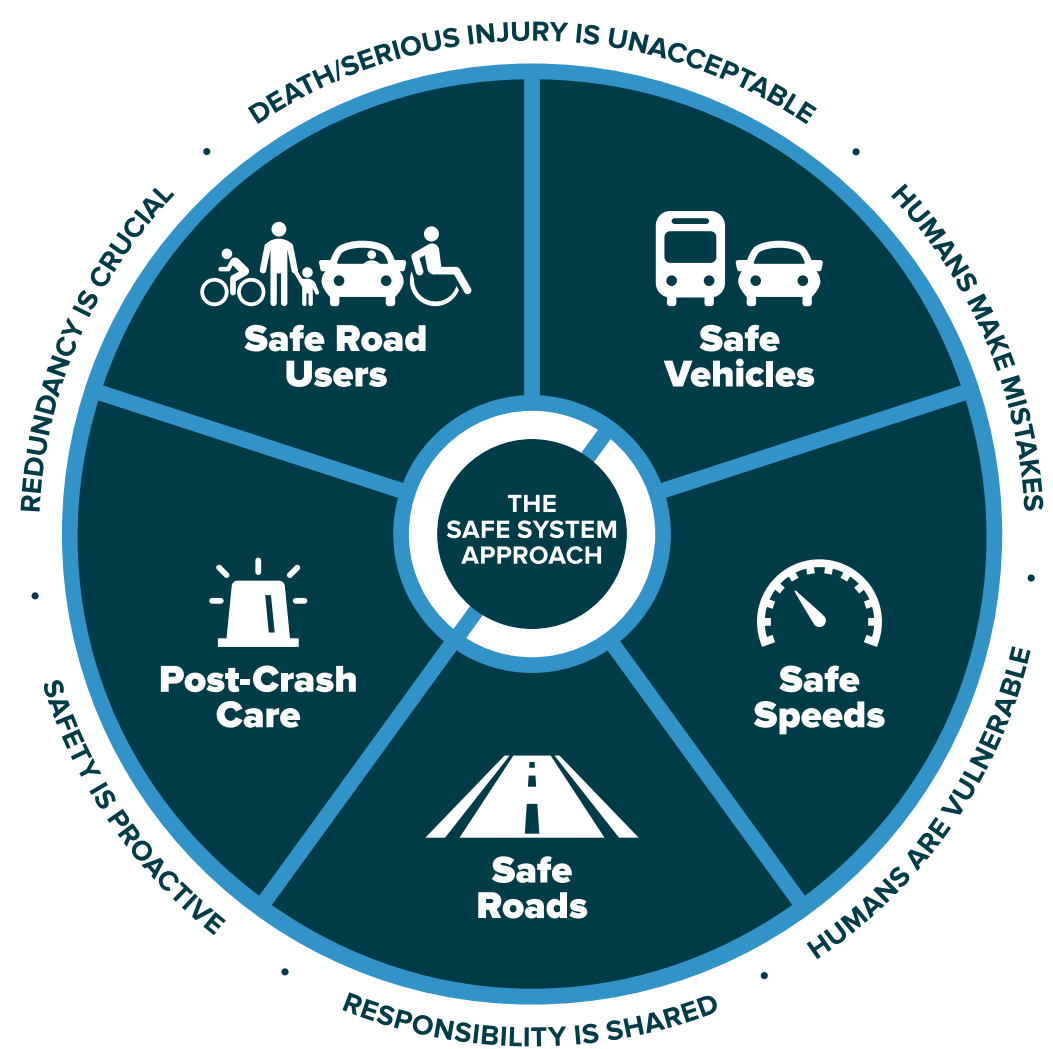 DEATH/SERIOUS INJURY IS UNACCEPTABLE
HUMANS MAKE MISTAKES
HUMANS ARE VULNERABLE
RESPONSIBILITY IS SHARED
SAFETY IS PROACTIVE
REDUNDANCY IS CRUCIAL
Safe Road
Users
Safe
Vehicles
Safe
Speeds
Safe
Roads
Post-Crash
Care
THE
SAFE SYSTEM
APPROACH